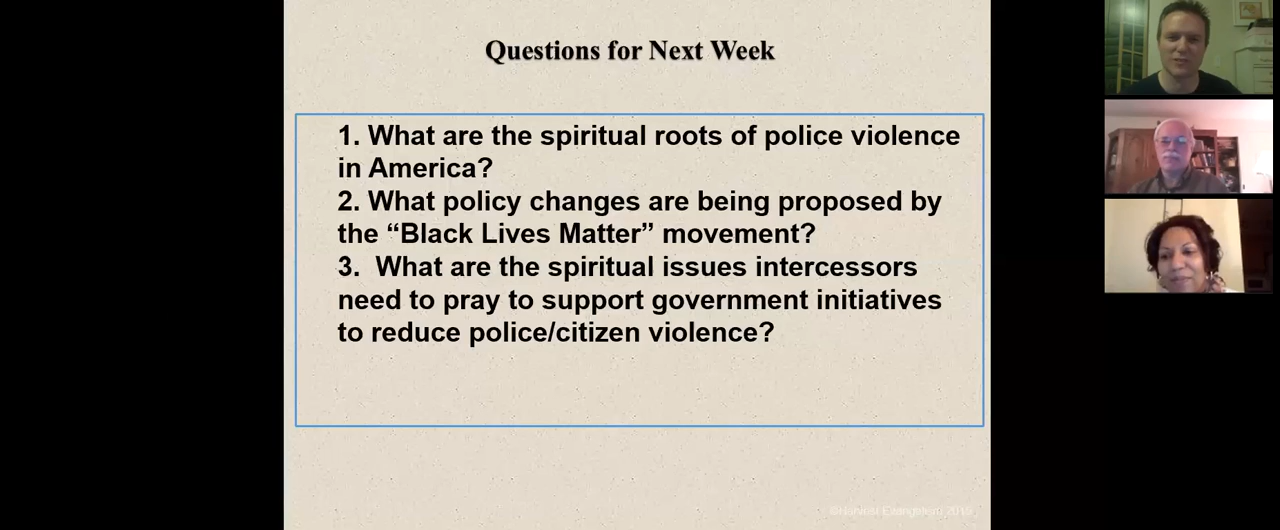 Questions for Next Week
1. What are the spiritual roots of police violence
in America?
2. What policy changes are being proposed by
the “Black Lives Matter” movement?
3.  What are the spiritual issues intercessors
need to pray to support government initiatives
to reduce police/citizen violence?